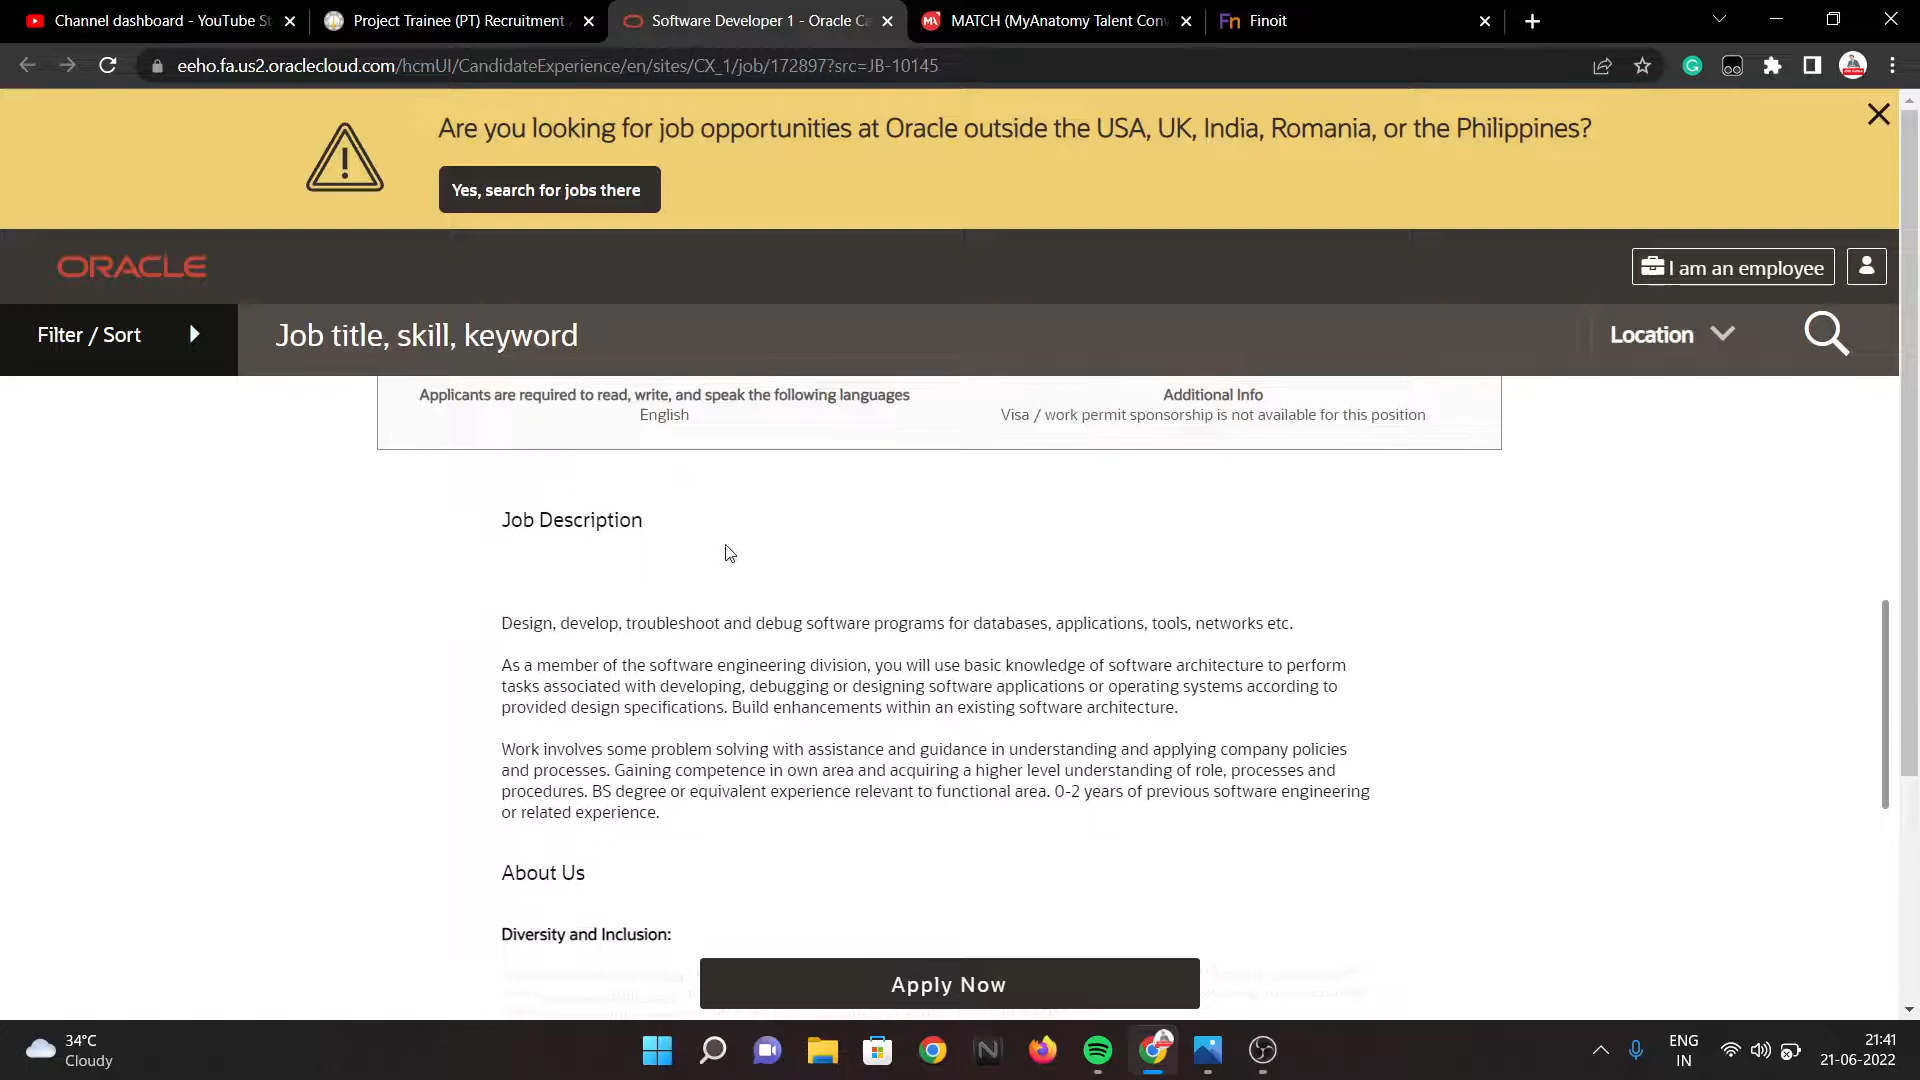 Channel dashboard - YouTube St
Project Trainee (PT) Recruitment
Software Developer 1 - Oracle Ca
MATCH (MyAnatomy Talent Conv
Fn Finoit
eeho.fa.us2.oraclecloud.com/hcmUI/CandidateExperience/en/sites/CX_1/job/172897?src=JB-10145
Are you looking for job opportunities at Oracle outside the USA, UK, India, Romania, or the Philippines?
Yes, search for jobs there
ORACLE
I am an employee
Filter / Sort
Job title, skill, keyword
Location
Applicants are required to read, write, and speak the following languages
English
Additional Info
Visa / work permit sponsorship is not available for this position
Job Description
Design, develop, troubleshoot and debug software programs for databases, applications, tools, networks etc.
As a member of the software engineering division, you will use basic knowledge of software architecture to perform
tasks associated with developing, debugging or designing software applications or operating systems according to
provided design specifications. Build enhancements within an existing software architecture.
Work involves some problem solving with assistance and guidance in understanding and applying company policies
and processes. Gaining competence in own area and acquiring a higher level understanding of role, processes and
procedures. BS degree or equivalent experience relevant to functional area. 0-2 years of previous software engineering
or related experience.
About Us
Diversity and Inclusion:
Apply Now
34°C
Cloudy
ENG
IN
21:41
21-06-2022